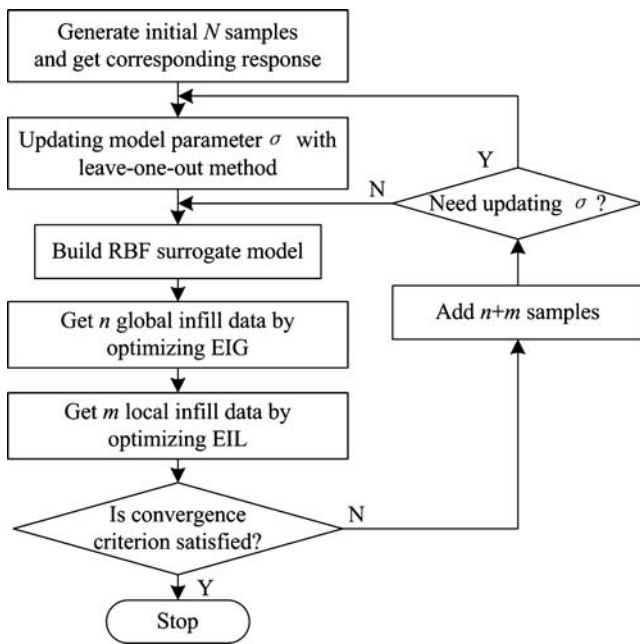 Generate initial N samples
and get corresponding response
Updating model parameter σ with
leave-one-out method
Y
N
Need updating σ ?
Build RBF surrogate model
Get n global infill data by
optimizing EIG
Add n+m samples
Get m local infill data by
optimizing EIL
Is convergence
criterion satisfied?
N
Y
Stop